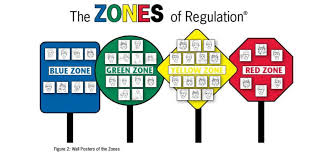 The ZONES of Regulation®
BLUE ZONE
GREEN ZONE
YELLOW ZONE
RED ZONE
Figure 2: Wall Posters of the Zones